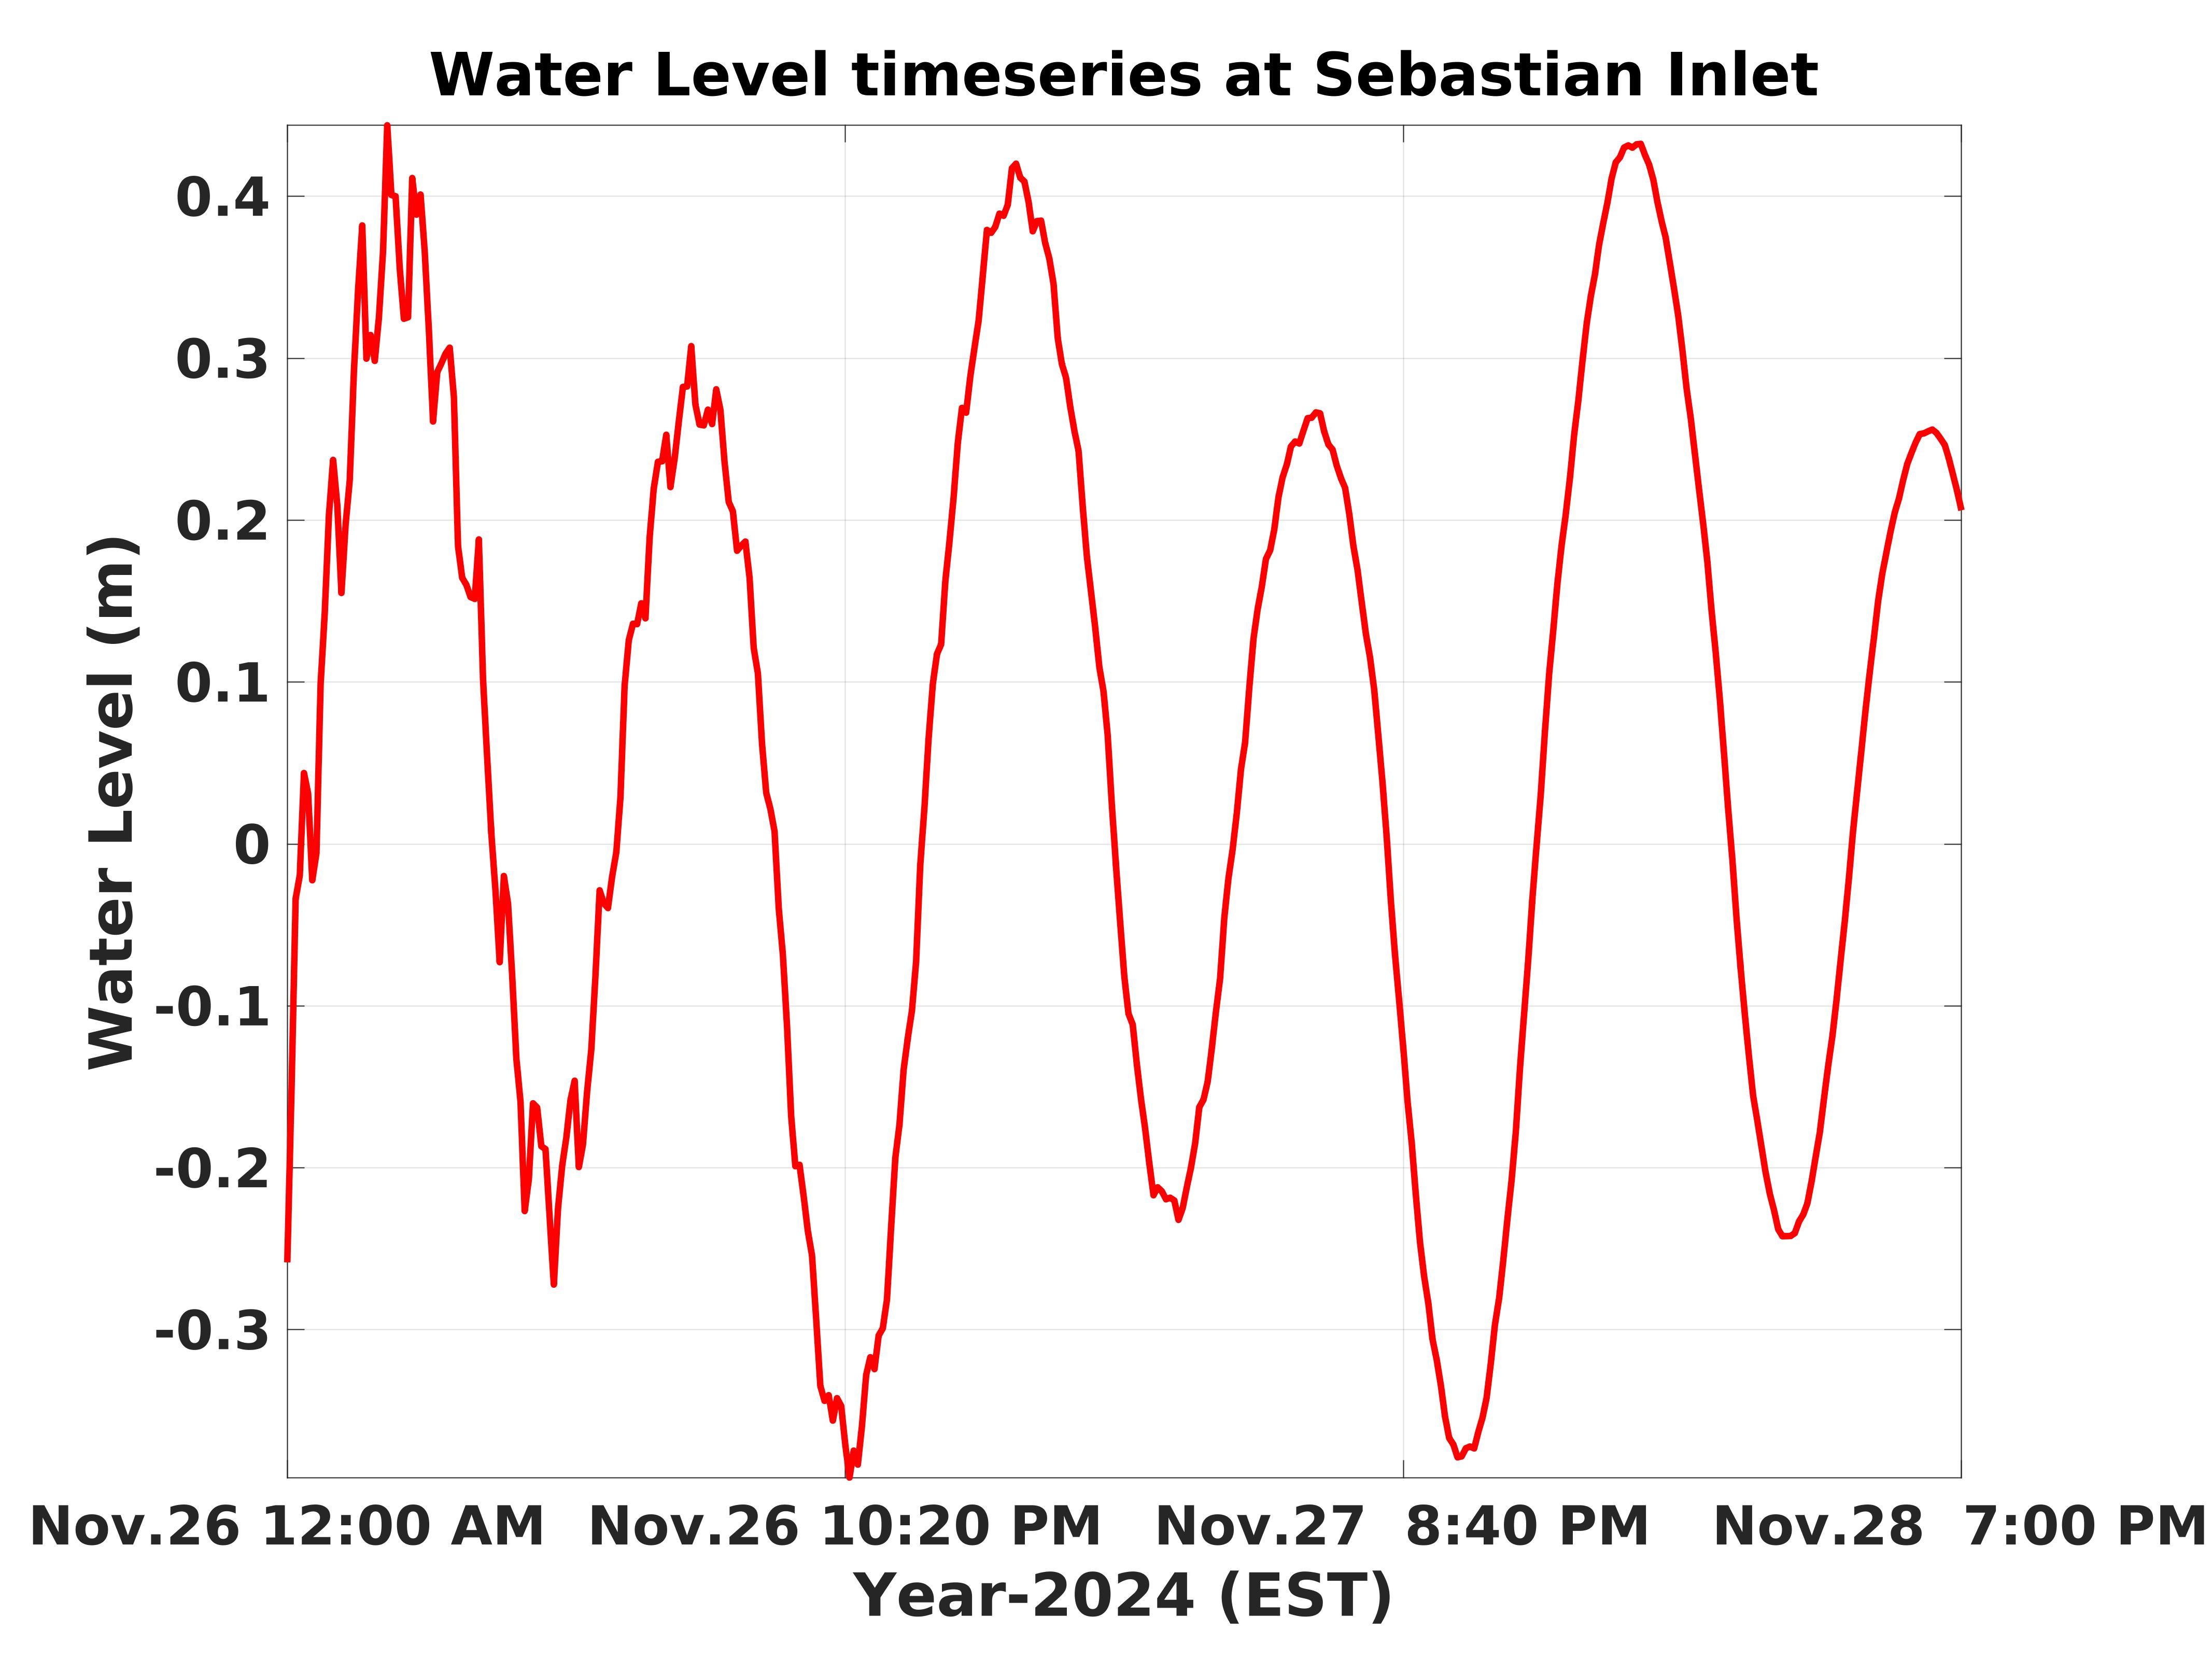 Water Level timeseries at Sebastian Inlet
Water Level (m)
0.4
0.3
0.2
0.1
0
-0.1
-0.2
-0.3
Nov.26 12:00 AM Nov.26 10:20 PM Nov.27 8:40 PM Nov.28 7:00 PM
Year-2024 (EST)